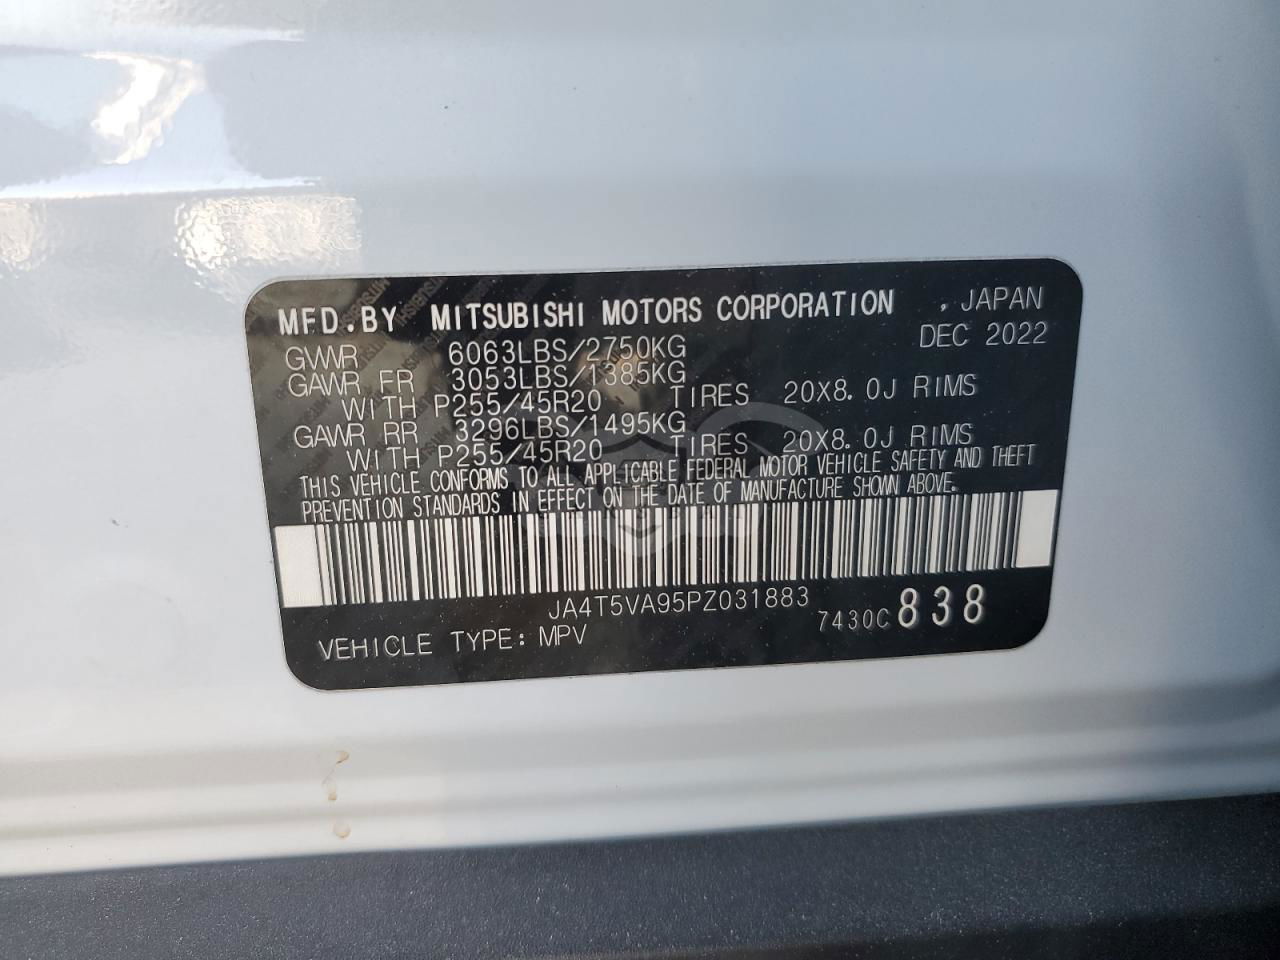 MFD.BY MITSUBISHI MOTORS CORPORATION , JAPAN
DEC 2022
GVWR 6063LBS/2750KG
GAWR FR 3053LBS/1385KG
WITH P255/45R20 TIRES 20X8.0J RIMS
GAWR RR 3296LBS/1495KG
WITH P255/45R20 TIRES 20X8.0J RIMS
THIS VEHICLE CONFORMS TO ALL APPLICABLE FEDERAL MOTOR VEHICLE SAFETY AND THEFT
PREVENTION STANDARDS IN EFFECT ON THE DATE OF MANUFACTURE SHOWN ABOVE.
JA4T5VA95PZ031883
VEHICLE TYPE: MPV 7430C 838